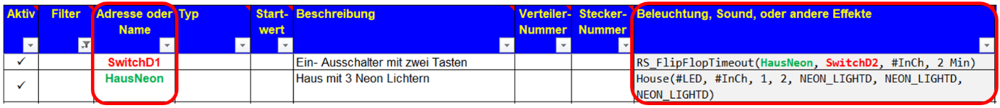 Aktiv Filter Adresse oder Typ Start- Beschreibung Verteiler- Stecker- Beleuchtung, Sound, oder andere Effekte
Name wert Nummer Nummer
✓ SwitchD1 Ein- Ausschalter mit zwei Tasten RS_FlipFlopTimeout(HausNeon, SwitchD2, #InCh, 2 Min)
✓ HausNeon Haus mit 3 Neon Lichtern House(#LED, #InCh, 1, 2, NEON_LIGHTD, NEON_LIGHTD,
NEON_LIGHTD)